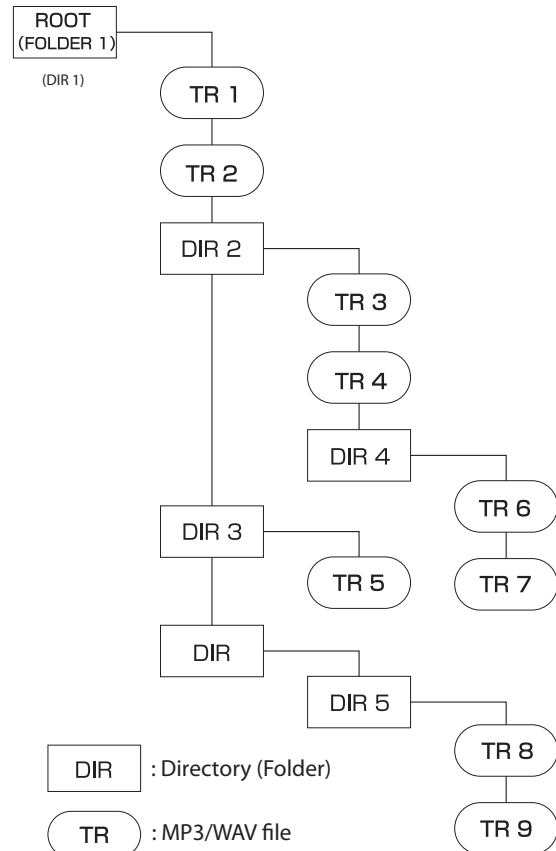 ROOT
(FOLDER 1)
(DIR 1)
TR 1
TR 2
DIR 2
TR 3
TR 4
DIR 4
TR 6
TR 7
DIR 3
TR 5
DIR
DIR 5
TR 8
TR 9
DIR : Directory (Folder)
TR : MP3/WAV file